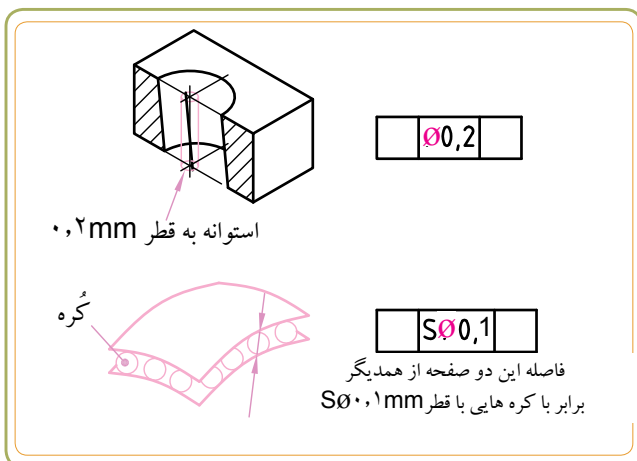 Ø0,2
استوانه به قطر ۰,۲mm
کُره
SØ0,1
فاصله این دو صفحه از همدیگر
برابر با کره هایی با قطر SØ۰,۱mm